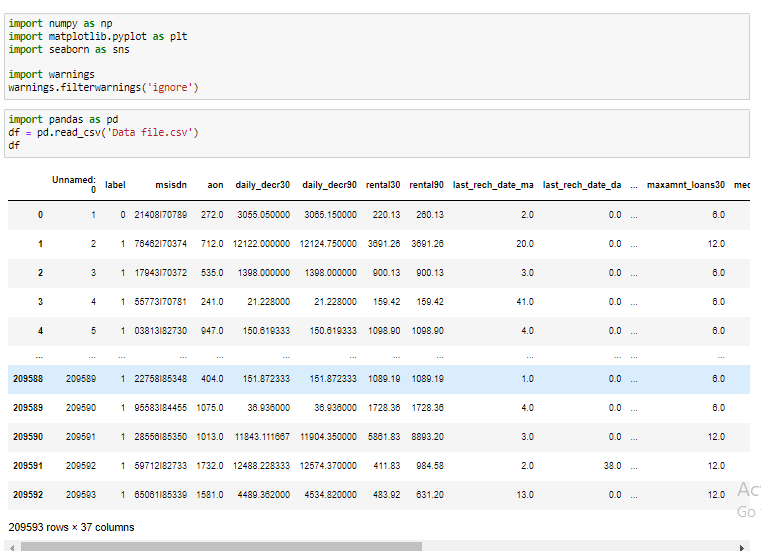 import numpy as np
import matplotlib.pyplot as plt
import seaborn as sns
import warnings
warnings.filterwarnings('ignore')
import pandas as pd
df = pd.read_csv('Data file.csv')
df
Unnamed: 0 label msisdn aon daily_decr30 daily_decr90 rental30 rental90 last_rech_date_ma last_rech_date_da ... maxamnt_loans30 med
0 1 0 21408I70789 272.0 3055.050000 3065.150000 220.13 260.13 2.0 0.0 ... 6.0
1 2 1 76462I70374 712.0 12122.000000 12124.750000 3691.26 3691.26 20.0 0.0 ... 12.0
2 3 1 17943I70372 535.0 1398.000000 1398.000000 900.13 900.13 3.0 0.0 ... 6.0
3 4 1 55773I70781 241.0 21.228000 21.228000 159.42 159.42 41.0 0.0 ... 6.0
4 5 1 03813I82730 947.0 150.619333 150.619333 1098.90 1098.90 4.0 0.0 ... 6.0
... ... ... ... ... ... ... ... ... ... ... ... ...
209588 209589 1 22758I85348 404.0 151.872333 151.872333 1089.19 1089.19 1.0 0.0 ... 6.0
209589 209590 1 95583I84455 1075.0 36.936000 36.936000 1728.36 1728.36 4.0 0.0 ... 6.0
209590 209591 1 28556I85350 1013.0 11843.111667 11904.350000 5861.83 8893.20 3.0 0.0 ... 12.0
209591 209592 1 59712I82733 1732.0 12488.228333 12574.370000 411.83 984.58 2.0 38.0 ... 12.0
209592 209593 1 65061I85339 1581.0 4489.362000 4534.820000 483.92 631.20 13.0 0.0 ... 12.0
209593 rows × 37 columns
Go